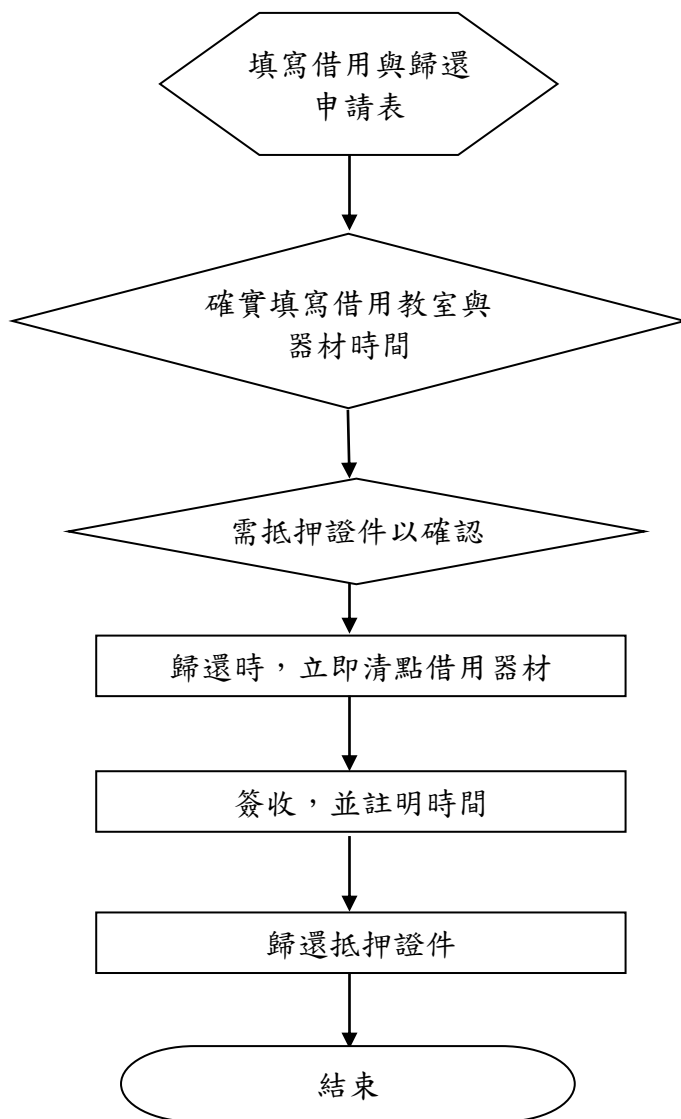 填寫借用與歸還
申請表
確實填寫借用教室與
器材時間
需抵押證件以確認
歸還時，立即清點借用器材
簽收，並註明時間
歸還抵押證件
結束